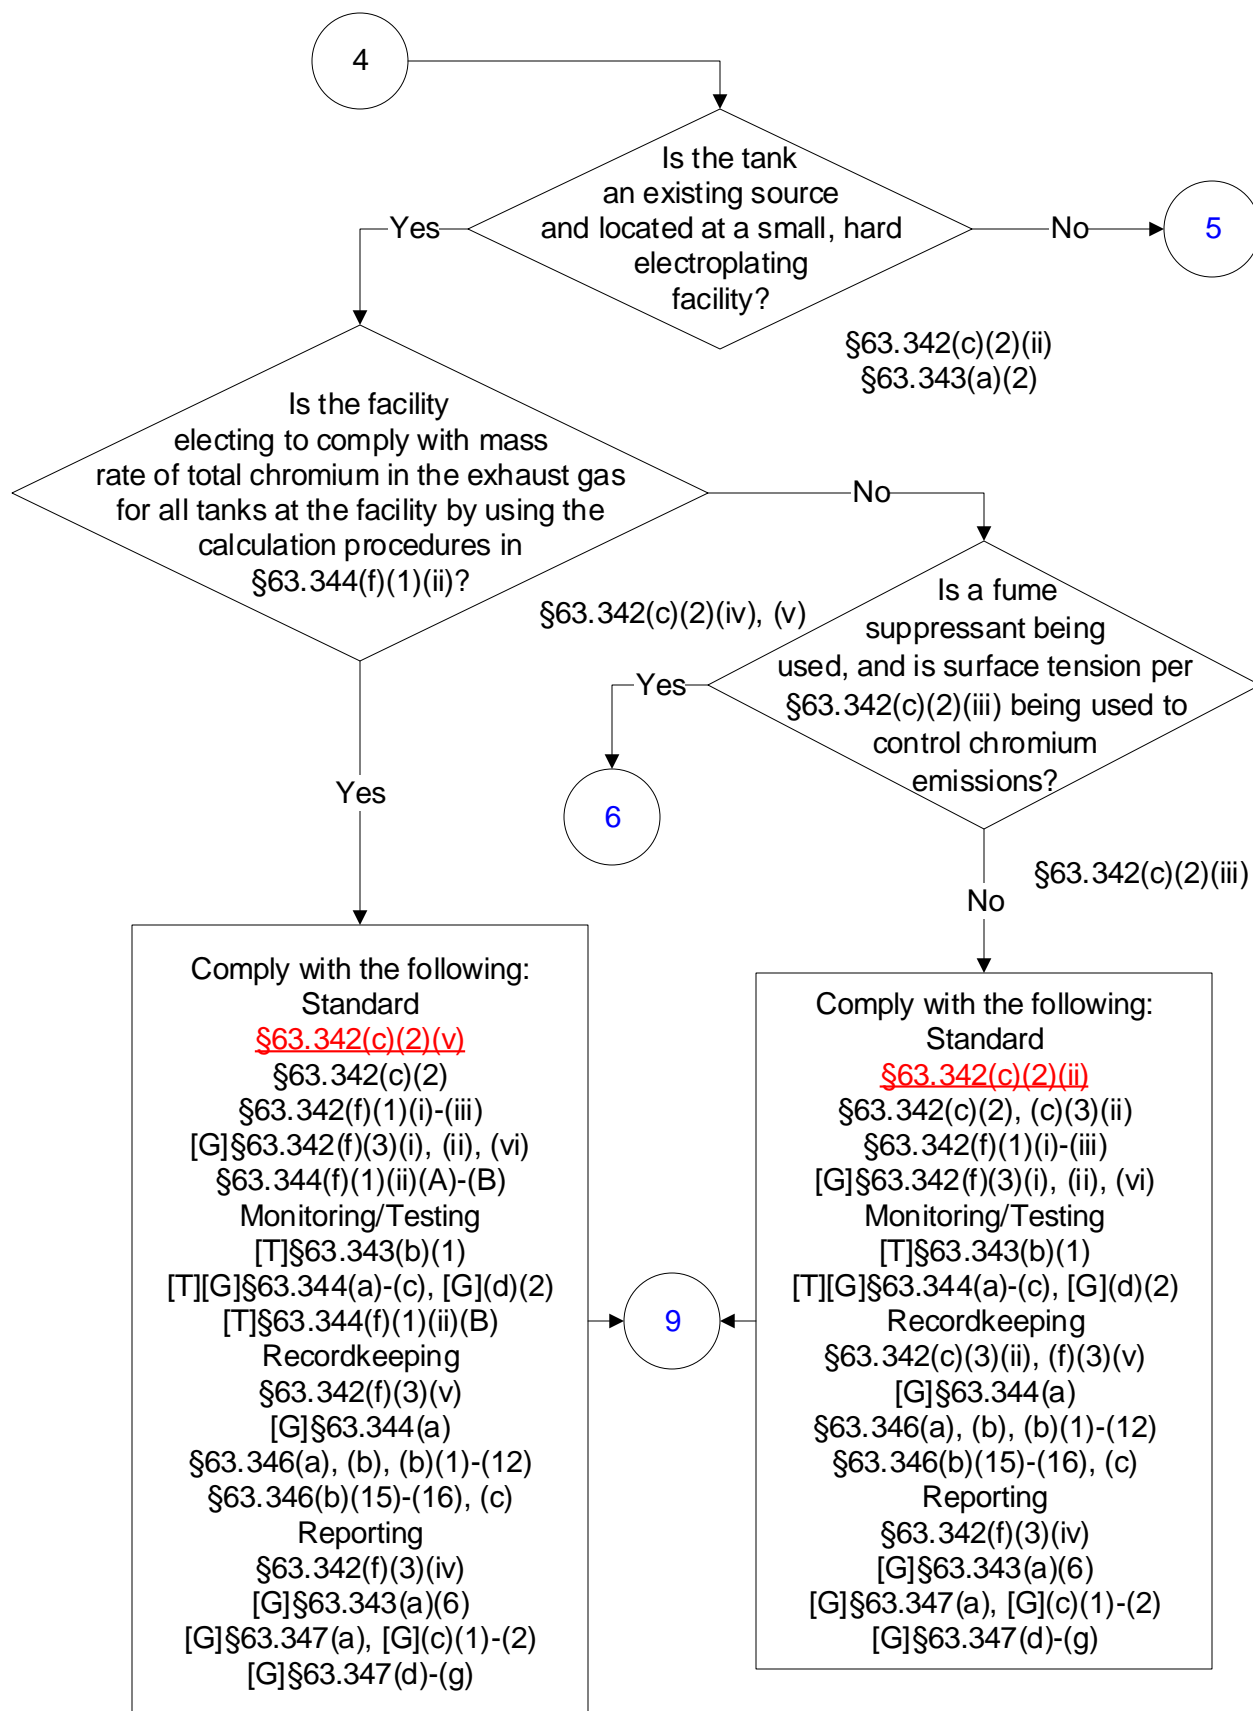 4
Is the tank
an existing source
and located at a small, hard
electroplating
facility?
Yes
No
5
§63.342(c)(2)(ii)
§63.343(a)(2)
Is the facility
electing to comply with mass
rate of total chromium in the exhaust gas
for all tanks at the facility by using the
calculation procedures in
§63.344(f)(1)(ii)?
No
§63.342(c)(2)(iv), (v)
Is a fume
suppressant being
used, and is surface tension per
§63.342(c)(2)(iii) being used to
control chromium
emissions?
Yes
6
Yes
§63.342(c)(2)(iii)
No
Comply with the following:
Standard
§63.342(c)(2)(v)
§63.342(c)(2)
§63.342(f)(1)(i)-(iii)
[G]§63.342(f)(3)(i), (ii), (vi)
§63.344(f)(1)(ii)(A)-(B)
Monitoring/Testing
[T]§63.343(b)(1)
[T][G]§63.344(a)-(c), [G](d)(2)
[T]§63.344(f)(1)(ii)(B)
Recordkeeping
§63.342(f)(3)(v)
[G]§63.344(a)
§63.346(a), (b), (b)(1)-(12)
§63.346(b)(15)-(16), (c)
Reporting
§63.342(f)(3)(iv)
[G]§63.343(a)(6)
[G]§63.347(a), [G](c)(1)-(2)
[G]§63.347(d)-(g)
9
Comply with the following:
Standard
§63.342(c)(2)(ii)
§63.342(c)(2), (c)(3)(ii)
§63.342(f)(1)(i)-(iii)
[G]§63.342(f)(3)(i), (ii), (vi)
Monitoring/Testing
[T]§63.343(b)(1)
[T][G]§63.344(a)-(c), [G](d)(2)
Recordkeeping
§63.342(c)(3)(ii), (f)(3)(v)
[G]§63.344(a)
§63.346(a), (b), (b)(1)-(12)
§63.346(b)(15)-(16), (c)
Reporting
§63.342(f)(3)(iv)
[G]§63.343(a)(6)
[G]§63.347(a), [G](c)(1)-(2)
[G]§63.347(d)-(g)